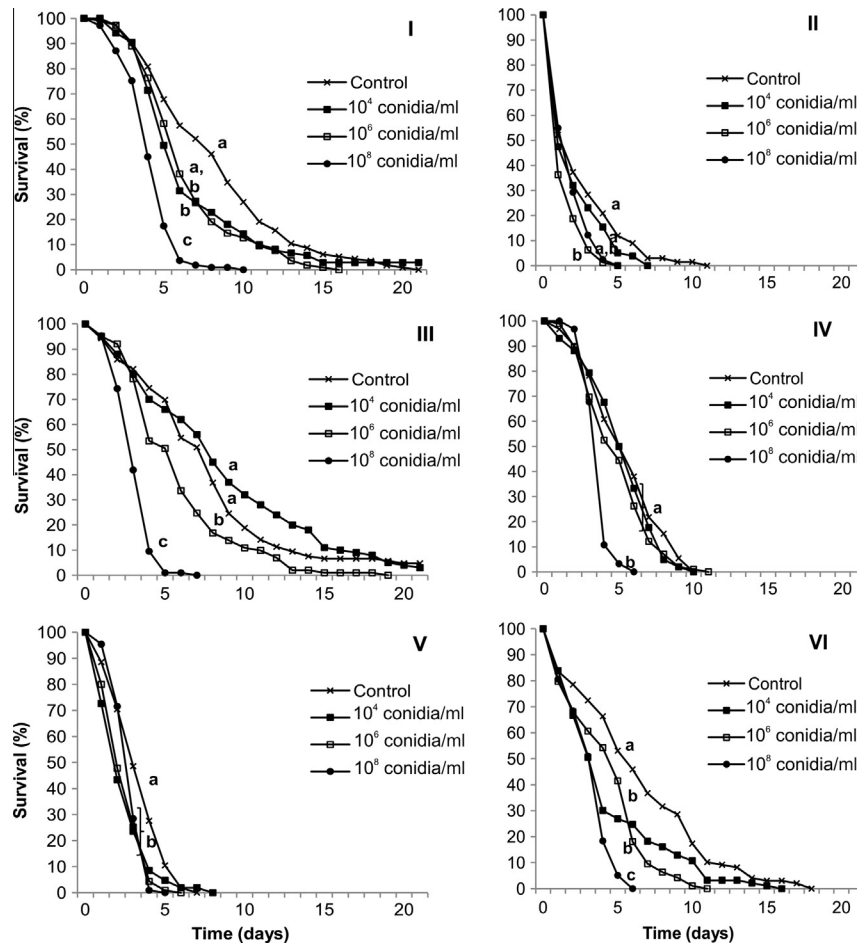 I
Survival (%)
100
90
80
70
60
50
40
30
20
10
0
Control
10⁴ conidia/ml
10⁶ conidia/ml
10⁸ conidia/ml
a
a,
b
b
c
0 5 10 15 20
II
100
90
80
70
60
50
40
30
20
10
0
Control
10⁴ conidia/ml
10⁶ conidia/ml
10⁸ conidia/ml
a
a
a,b
b
0 5 10 15 20
III
Survival (%)
100
90
80
70
60
50
40
30
20
10
0
Control
10⁴ conidia/ml
10⁶ conidia/ml
10⁸ conidia/ml
a
a
b
c
0 5 10 15 20
IV
100
90
80
70
60
50
40
30
20
10
0
Control
10⁴ conidia/ml
10⁶ conidia/ml
10⁸ conidia/ml
a
b
0 5 10 15 20
V
Survival (%)
100
90
80
70
60
50
40
30
20
10
0
Control
10⁴ conidia/ml
10⁶ conidia/ml
10⁸ conidia/ml
a
b
0 5 10 15 20
Time (days)
VI
100
90
80
70
60
50
40
30
20
10
0
Control
10⁴ conidia/ml
10⁶ conidia/ml
10⁸ conidia/ml
a
b
b
c
0 5 10 15 20
Time (days)